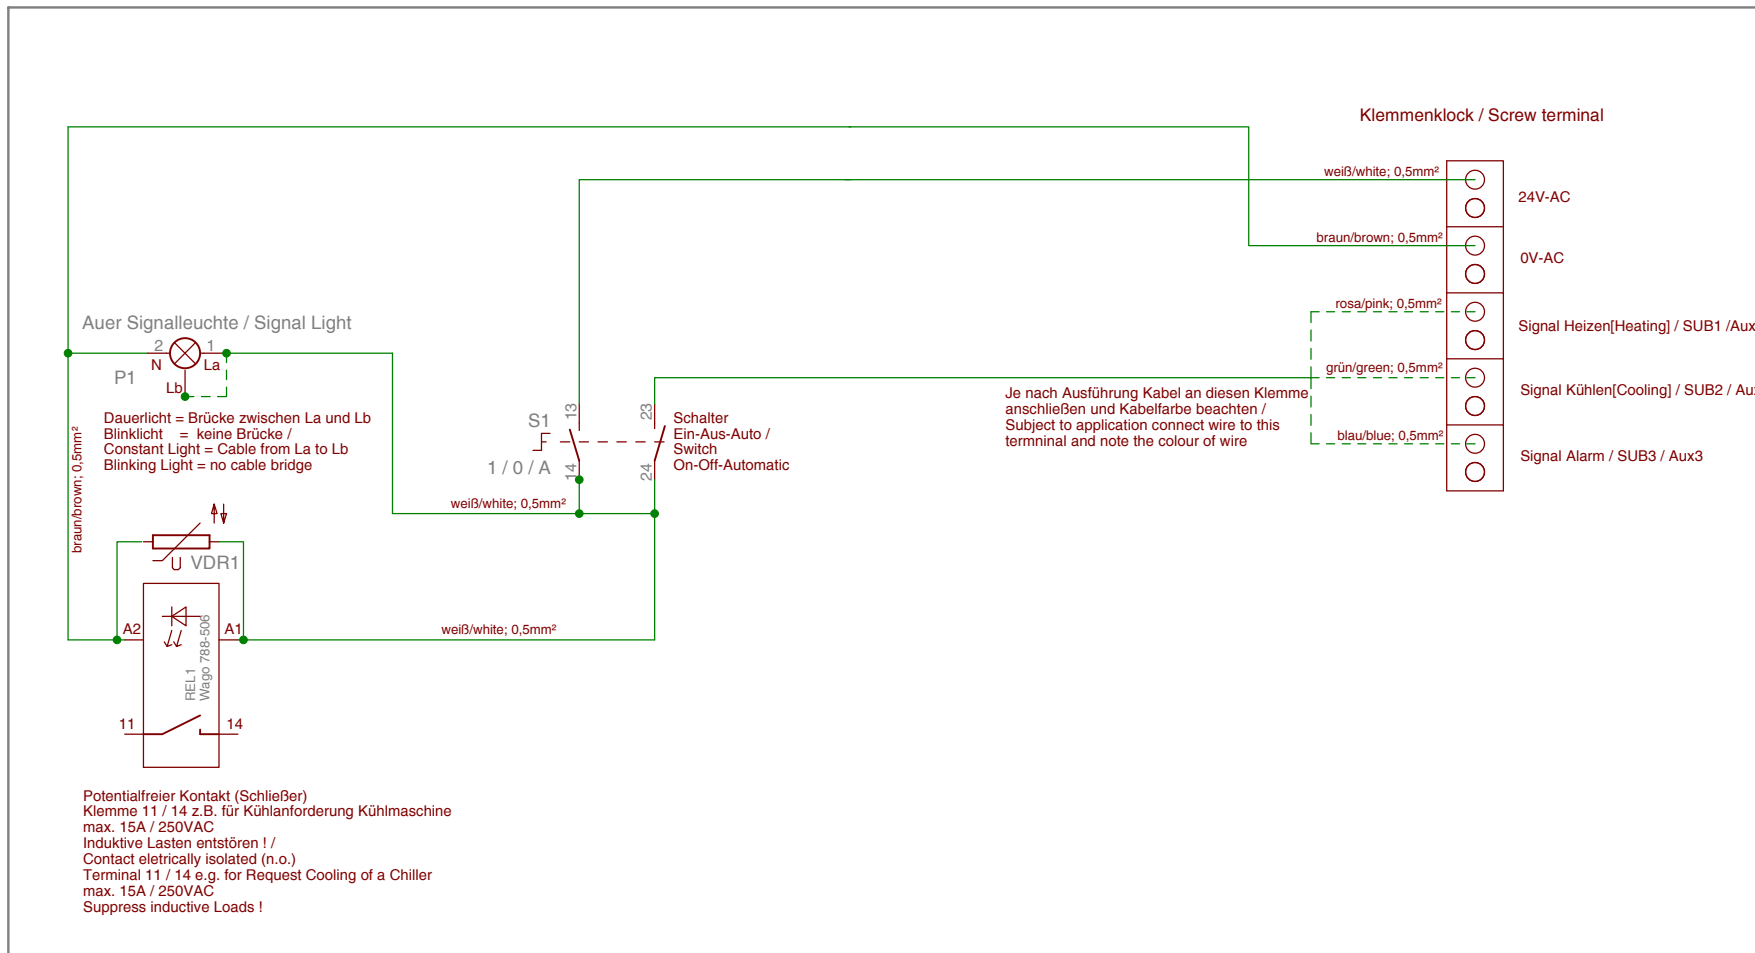 Klemmenklock / Screw terminal
weiß/white; 0,5mm²
24V-AC
braun/brown; 0,5mm²
0V-AC
rosa/pink; 0,5mm²
Signal Heizen[Heating] / SUB1 /Aux
grün/green; 0,5mm²
Signal Kühlen[Cooling] / SUB2 / Au
blau/blue; 0,5mm²
Signal Alarm / SUB3 / Aux3
Je nach Ausführung Kabel an diesen Klemme
anschließen und Kabelfarbe beachten /
Subject to application connect wire to this
termninal and note the colour of wire
Auer Signalleuchte / Signal Light
2
1
N
La
P1
Lb
Dauerlicht = Brücke zwischen La und Lb
Blinklicht = keine Brücke /
Constant Light = Cable from La to Lb
Blinking Light = no cable bridge
braun/brown; 0,5mm²
S1
1 / 0 / A
13
14
23
24
Schalter
Ein-Aus-Auto /
Switch
On-Off-Automatic
weiß/white; 0,5mm²
U
VDR1
A2
A1
weiß/white; 0,5mm²
REL1
Wago 788-506
11
14
Potentialfreier Kontakt (Schließer)
Klemme 11 / 14 z.B. für Kühlanforderung Kühlmaschine
max. 15A / 250VAC
Induktive Lasten entstören ! /
Contact eletrically isolated (n.o.)
Terminal 11 / 14 e.g. for Request Cooling of a Chiller
max. 15A / 250VAC
Suppress inductive Loads !